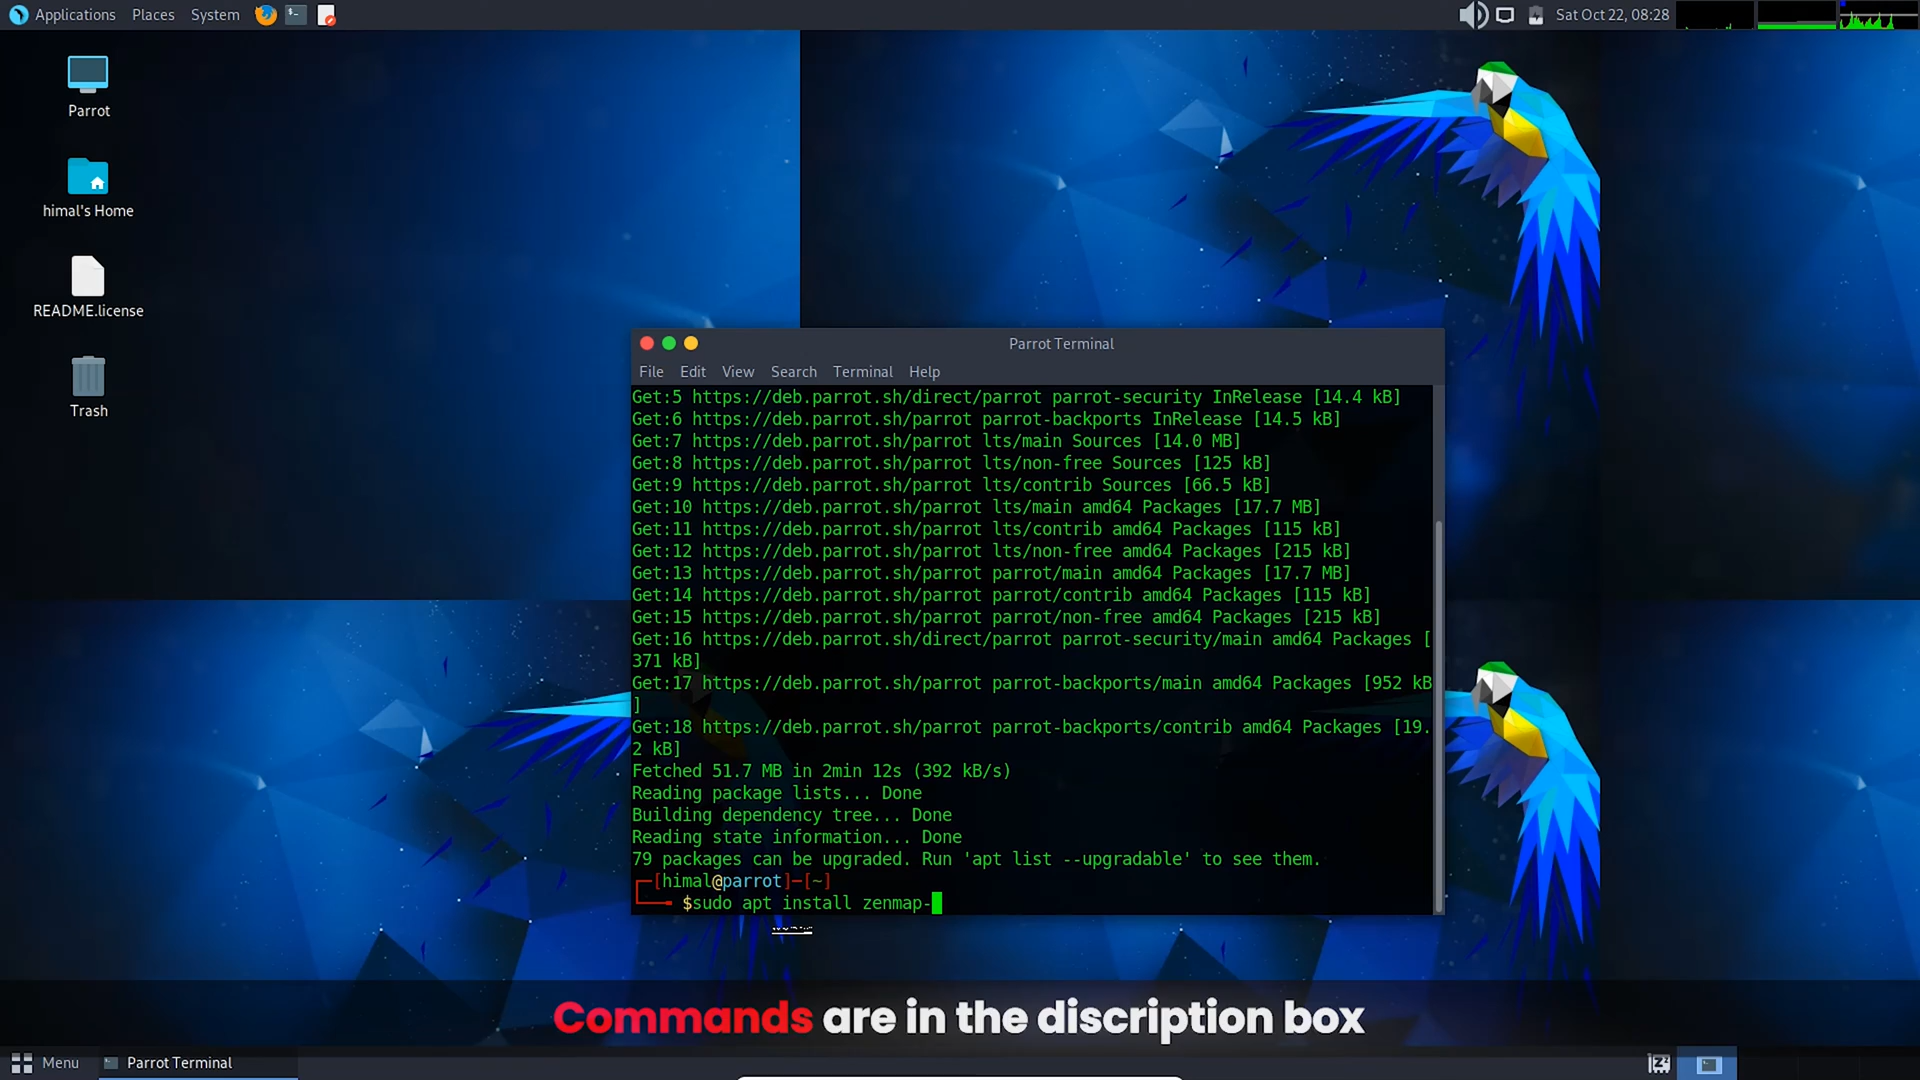 Applications Places System
Sat Oct 22, 08:28
Parrot
himal's Home
README.license
Trash
Parrot Terminal
File Edit View Search Terminal Help
Get:5 https://deb.parrot.sh/direct/parrot parrot-security InRelease [14.4 kB]
Get:6 https://deb.parrot.sh/parrot parrot-backports InRelease [14.5 kB]
Get:7 https://deb.parrot.sh/parrot lts/main Sources [14.0 MB]
Get:8 https://deb.parrot.sh/parrot lts/non-free Sources [125 kB]
Get:9 https://deb.parrot.sh/parrot lts/contrib Sources [66.5 kB]
Get:10 https://deb.parrot.sh/parrot lts/main amd64 Packages [17.7 MB]
Get:11 https://deb.parrot.sh/parrot lts/contrib amd64 Packages [115 kB]
Get:12 https://deb.parrot.sh/parrot lts/non-free amd64 Packages [215 kB]
Get:13 https://deb.parrot.sh/parrot parrot/main amd64 Packages [17.7 MB]
Get:14 https://deb.parrot.sh/parrot parrot/contrib amd64 Packages [115 kB]
Get:15 https://deb.parrot.sh/parrot parrot/non-free amd64 Packages [215 kB]
Get:16 https://deb.parrot.sh/direct/parrot parrot-security/main amd64 Packages [
371 kB]
Get:17 https://deb.parrot.sh/parrot parrot-backports/main amd64 Packages [952 kB
]
Get:18 https://deb.parrot.sh/parrot parrot-backports/contrib amd64 Packages [19.
2 kB]
Fetched 51.7 MB in 2min 12s (392 kB/s)
Reading package lists... Done
Building dependency tree... Done
Reading state information... Done
79 packages can be upgraded. Run 'apt list --upgradable' to see them.
┌─[himal@parrot]─[~]
└──╼ $sudo apt install zenmap-
Commands are in the discription box
Menu Parrot Terminal